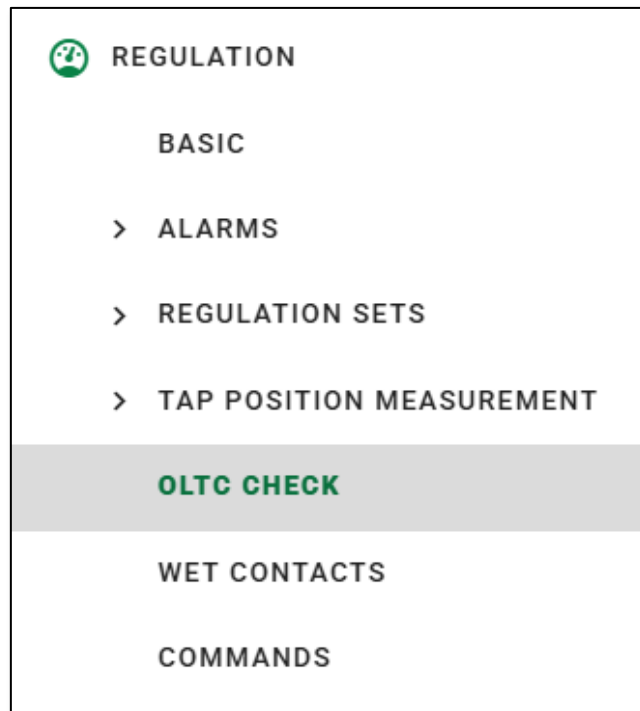 REGULATION
BASIC
ALARMS
REGULATION SETS
TAP POSITION MEASUREMENT
OLTC CHECK
WET CONTACTS
COMMANDS